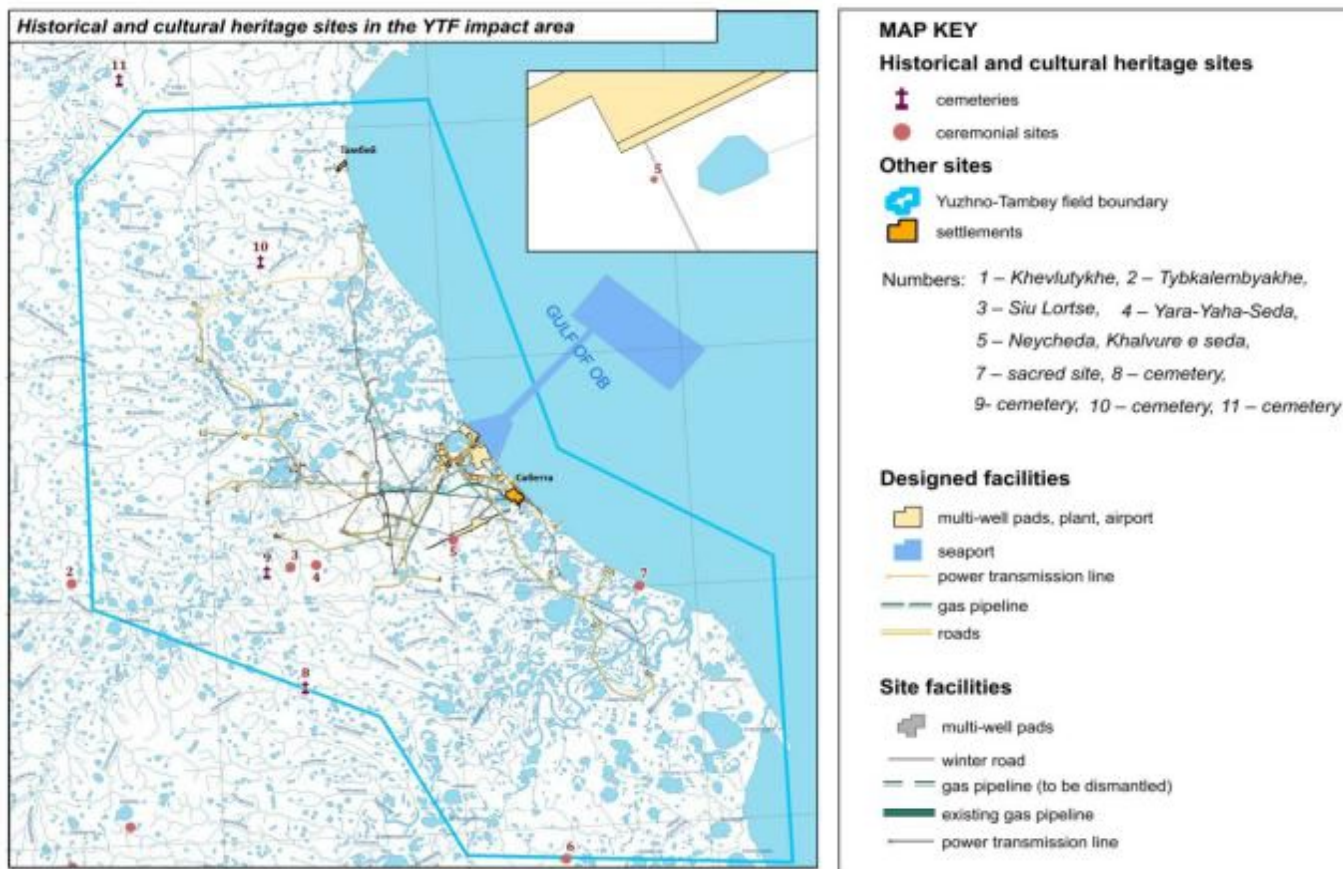 Historical and cultural heritage sites in the YTF impact area
11
Тамбей
5
10
GULF OF OB
Сабетта
5
9
3
4
2
7
8
6
MAP KEY
Historical and cultural heritage sites
cemeteries
ceremonial sites
Other sites
Yuzhno-Tambey field boundary
settlements
Numbers: 1 – Khevlutykhe, 2 – Tybkalembyakhe,
3 – Siu Lortse, 4 – Yara-Yaha-Seda,
5 – Neycheda, Khalvure e seda,
7 – sacred site, 8 – cemetery,
9- cemetery, 10 – cemetery, 11 – cemetery
Designed facilities
multi-well pads, plant, airport
seaport
power transmission line
gas pipeline
roads
Site facilities
multi-well pads
winter road
gas pipeline (to be dismantled)
existing gas pipeline
power transmission line